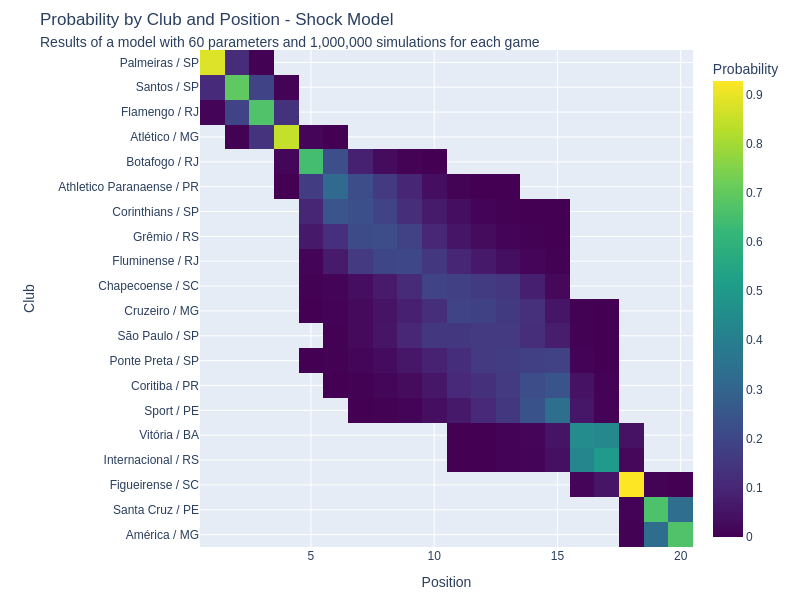 Probability by Club and Position - Shock Model
Results of a model with 60 parameters and 1,000,000 simulations for each game
Probability
Club
Palmeiras / SP
Santos / SP
Flamengo / RJ
Atlético / MG
Botafogo / RJ
Athletico Paranaense / PR
Corinthians / SP
Grêmio / RS
Fluminense / RJ
Chapecoense / SC
Cruzeiro / MG
São Paulo / SP
Ponte Preta / SP
Coritiba / PR
Sport / PE
Vitória / BA
Internacional / RS
Figueirense / SC
Santa Cruz / PE
América / MG
5
10
15
20
Position
0.9
0.8
0.7
0.6
0.5
0.4
0.3
0.2
0.1
0